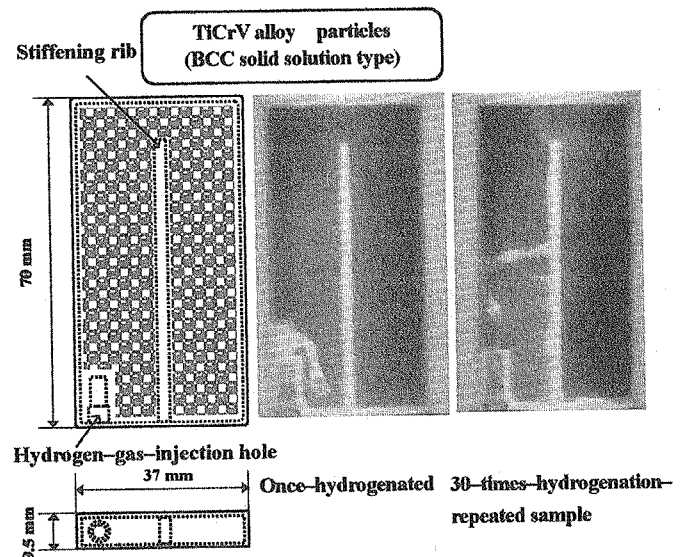 TiCrV alloy particles
(BCC solid solution type)
Stiffening rib
70 mm
Hydrogen-gas-injection hole
37 mm
Once-hydrogenated
30-times-hydrogenation-
repeated sample
mm